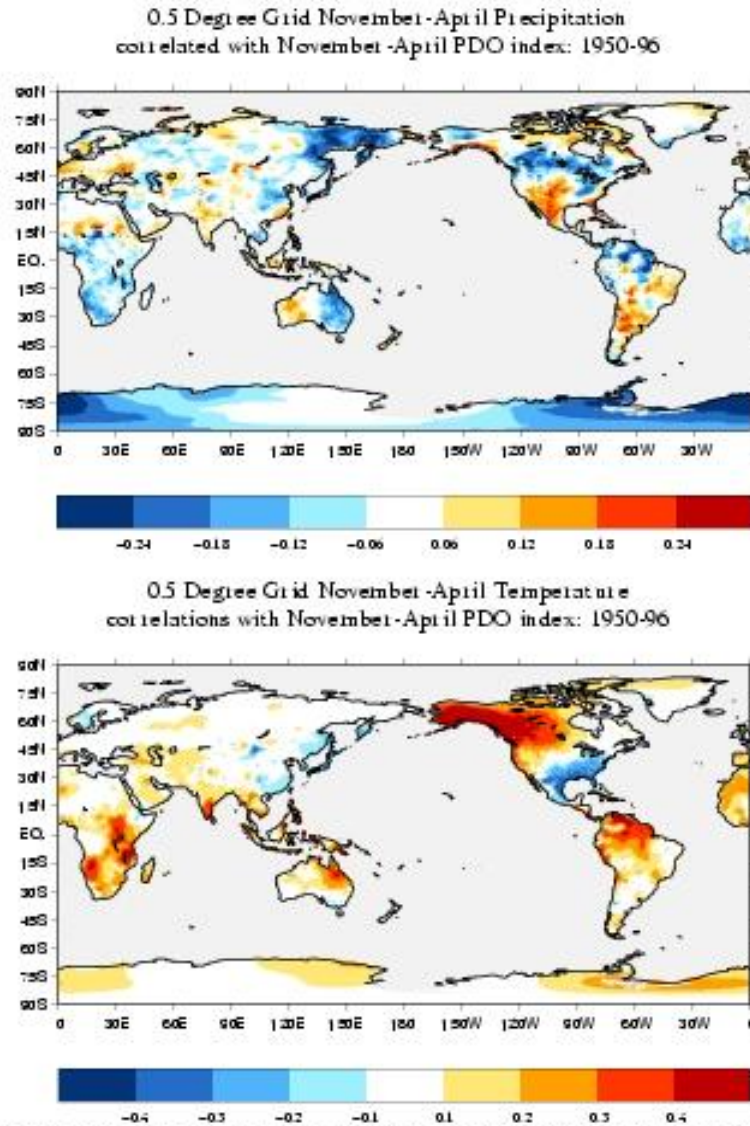 0.5 Degree Grid November-April Precipitation
correlated with November-April PDO index: 1950-96
90N
75N
60N
45N
30N
15N
EQ.
15S
30S
45S
60S
75S
90S
0 30E 60E 90E 120E 150E 180 150W 120W 90W 60W 30W
-0.24 -0.18 -0.12 -0.06 0.06 0.12 0.18 0.24
0.5 Degree Grid November-April Temperature
correlations with November-April PDO index: 1950-96
90N
75N
60N
45N
30N
15N
EQ.
15S
30S
45S
60S
75S
90S
0 30E 60E 90E 120E 150E 180 150W 120W 90W 60W 30W
-0.4 -0.3 -0.2 -0.1 0.1 0.2 0.3 0.4